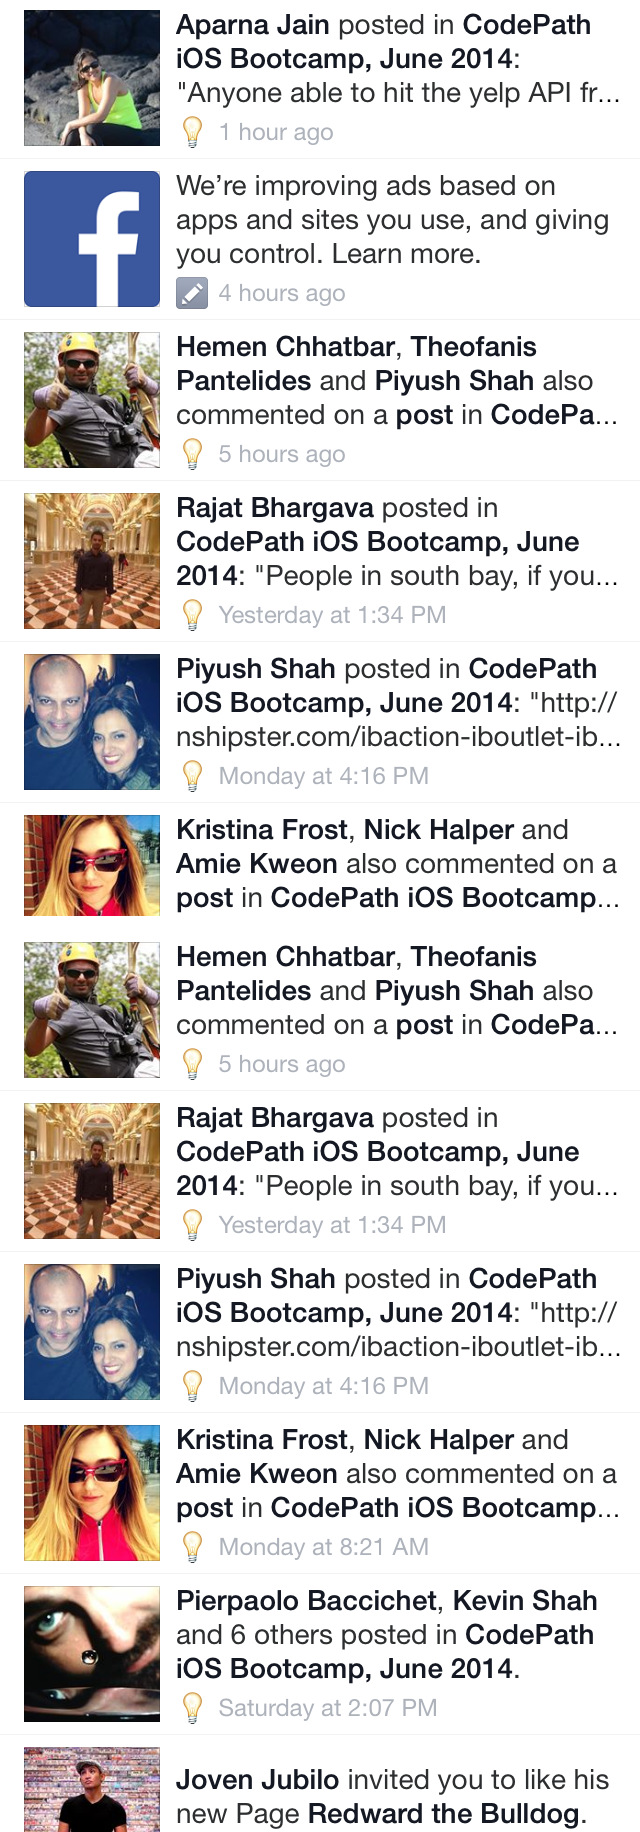 Aparna Jain posted in CodePath
iOS Bootcamp, June 2014:
"Anyone able to hit the yelp API fr...
1 hour ago
We’re improving ads based on
apps and sites you use, and giving
you control. Learn more.
4 hours ago
Hemen Chhatbar, Theofanis
Pantelides and Piyush Shah also
commented on a post in CodePa...
5 hours ago
Rajat Bhargava posted in
CodePath iOS Bootcamp, June
2014: "People in south bay, if you...
Yesterday at 1:34 PM
Piyush Shah posted in CodePath
iOS Bootcamp, June 2014: "http://
nshipster.com/ibaction-iboutlet-ib...
Monday at 4:16 PM
Kristina Frost, Nick Halper and
Amie Kweon also commented on a
post in CodePath iOS Bootcamp...
Hemen Chhatbar, Theofanis
Pantelides and Piyush Shah also
commented on a post in CodePa...
5 hours ago
Rajat Bhargava posted in
CodePath iOS Bootcamp, June
2014: "People in south bay, if you...
Yesterday at 1:34 PM
Piyush Shah posted in CodePath
iOS Bootcamp, June 2014: "http://
nshipster.com/ibaction-iboutlet-ib...
Monday at 4:16 PM
Kristina Frost, Nick Halper and
Amie Kweon also commented on a
post in CodePath iOS Bootcamp...
Monday at 8:21 AM
Pierpaolo Baccichet, Kevin Shah
and 6 others posted in CodePath
iOS Bootcamp, June 2014.
Saturday at 2:07 PM
Joven Jubilo invited you to like his
new Page Redward the Bulldog.